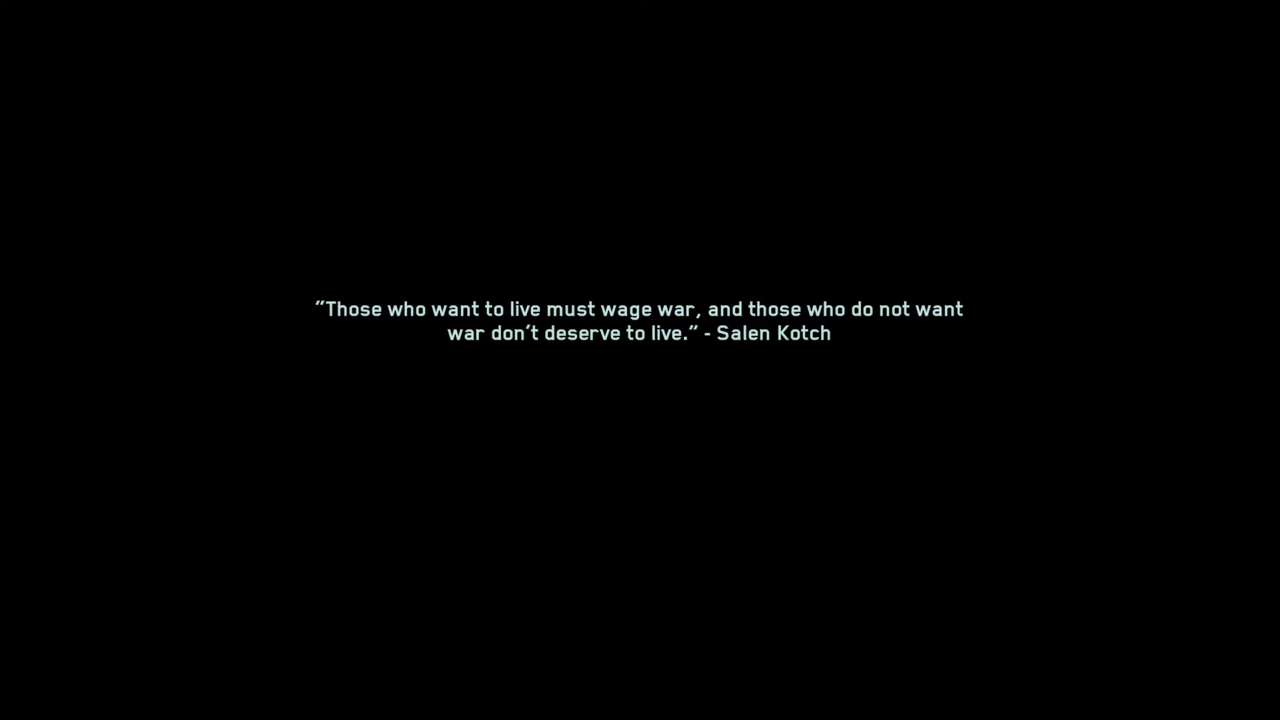 "Those who want to live must wage war, and those who do not want
war don't deserve to live." - Salen Kotch